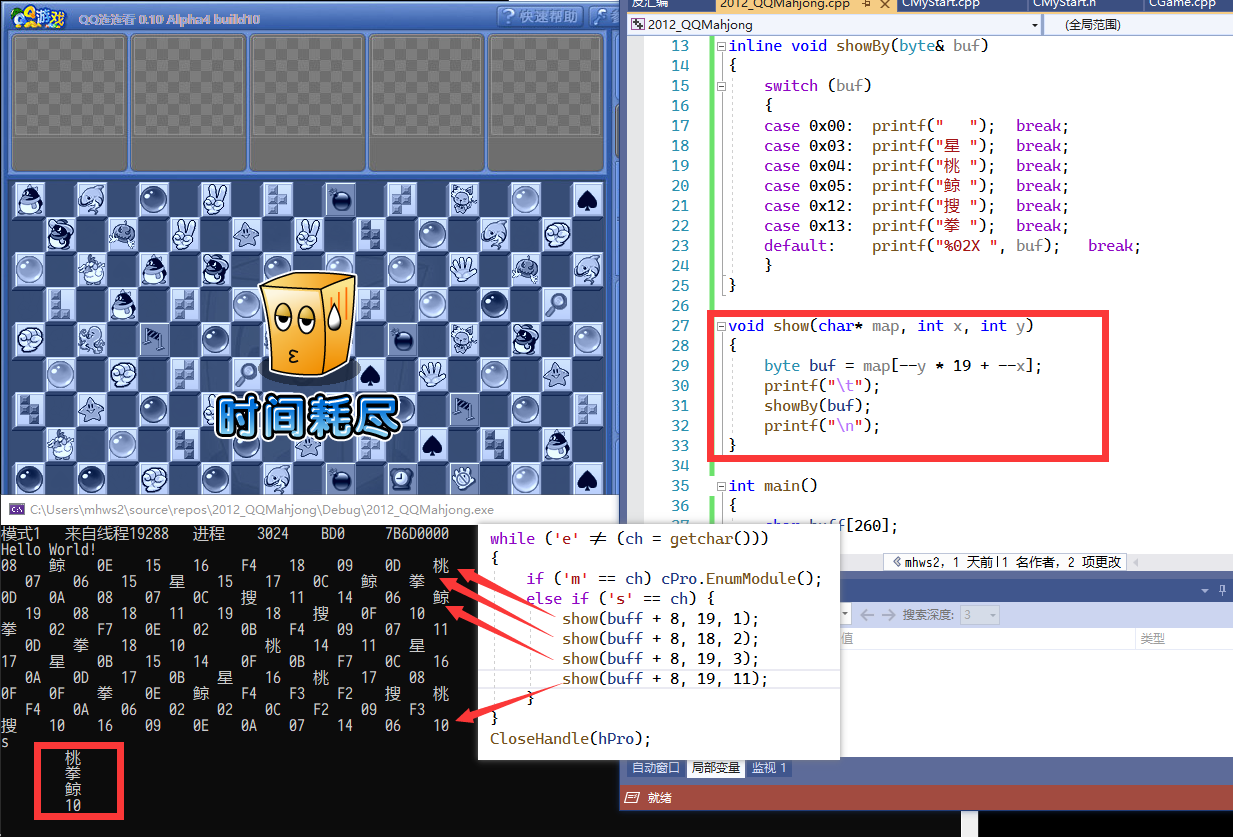 QQ游戏 QQ连连看 0.10 Alpha4 build10 ? 快速帮助
时间耗尽
反汇编 2012_QQMahjong.cpp CMyStart.cpp CMyStart.h CGame.cpp
2012_QQMahjong (全局范围)
13 inline void showBy(byte& buf)
14 {
15 switch (buf)
16 {
17 case 0x00: printf("   "); break;
18 case 0x03: printf("星 "); break;
19 case 0x04: printf("桃 "); break;
20 case 0x05: printf("鲸 "); break;
21 case 0x12: printf("搜 "); break;
22 case 0x13: printf("拳 "); break;
23 default: printf("%02X ", buf); break;
24 }
25 }
26
27 void show(char* map, int x, int y)
28 {
29 byte buf = map[--y * 19 + --x];
30 printf("\t");
31 showBy(buf);
32 printf("\n");
33 }
34
35 int main()
36 {
[260];
mhws2，1 天前|1 名作者，2 项更改
搜索深度: 3
值 类型
自动窗口 局部变量 监视 1
就绪
C:\Users\mhws2\source\repos\2012_QQMahjong\Debug\2012_QQMahjong.exe
模式1 来自线程19288 进程 3024 BD0 7B6D0000
Hello World!
08 鲸 0E 15 16 F4 18 09 0D 桃
07 06 15 星 15 17 0C 鲸 拳
0D 0A 08 07 0C 搜 11 14 06 鲸
19 08 18 11 19 18 搜 0F 10
拳 02 F7 0E 02 0B F4 09 07 11
0D 拳 18 10 桃 14 11 星
17 星 0B 15 14 0F 0B F7 0C 16
0A 0D 17 0B 星 16 桃 17 08
0F 0F 拳 0E 鲸 F4 F3 F2 搜 桃
F4 0A 06 02 02 0C F2 09 F3
搜 10 16 09 0E 0A 07 14 06 10
s
桃
拳
鲸
10
while ('e' ≠ (ch = getchar()))
{
if ('m' == ch) cPro.EnumModule();
else if ('s' == ch) {
show(buff + 8, 19, 1);
show(buff + 8, 18, 2);
show(buff + 8, 19, 3);
show(buff + 8, 19, 11);
}
}
CloseHandle(hPro);